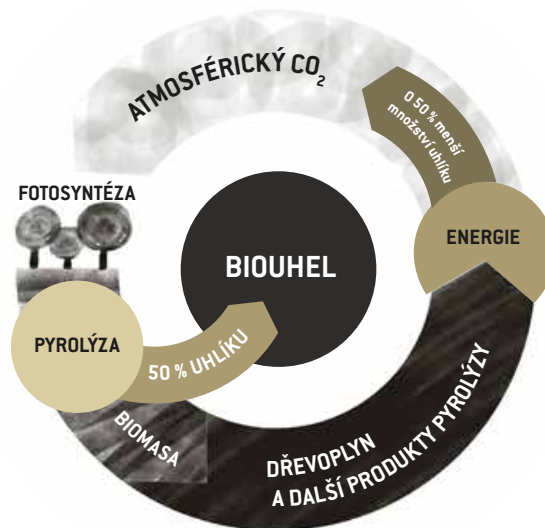 ATMOSFÉRICKÝ CO₂
O 50 % menší
množství uhlíku
FOTOSYNTÉZA
ENERGIE
BIOUHEL
PYROLÝZA
50 % UHLÍKU
BIOMASA
DŘEVOPLYN
A DALŠÍ PRODUKTY PYROLÝZY